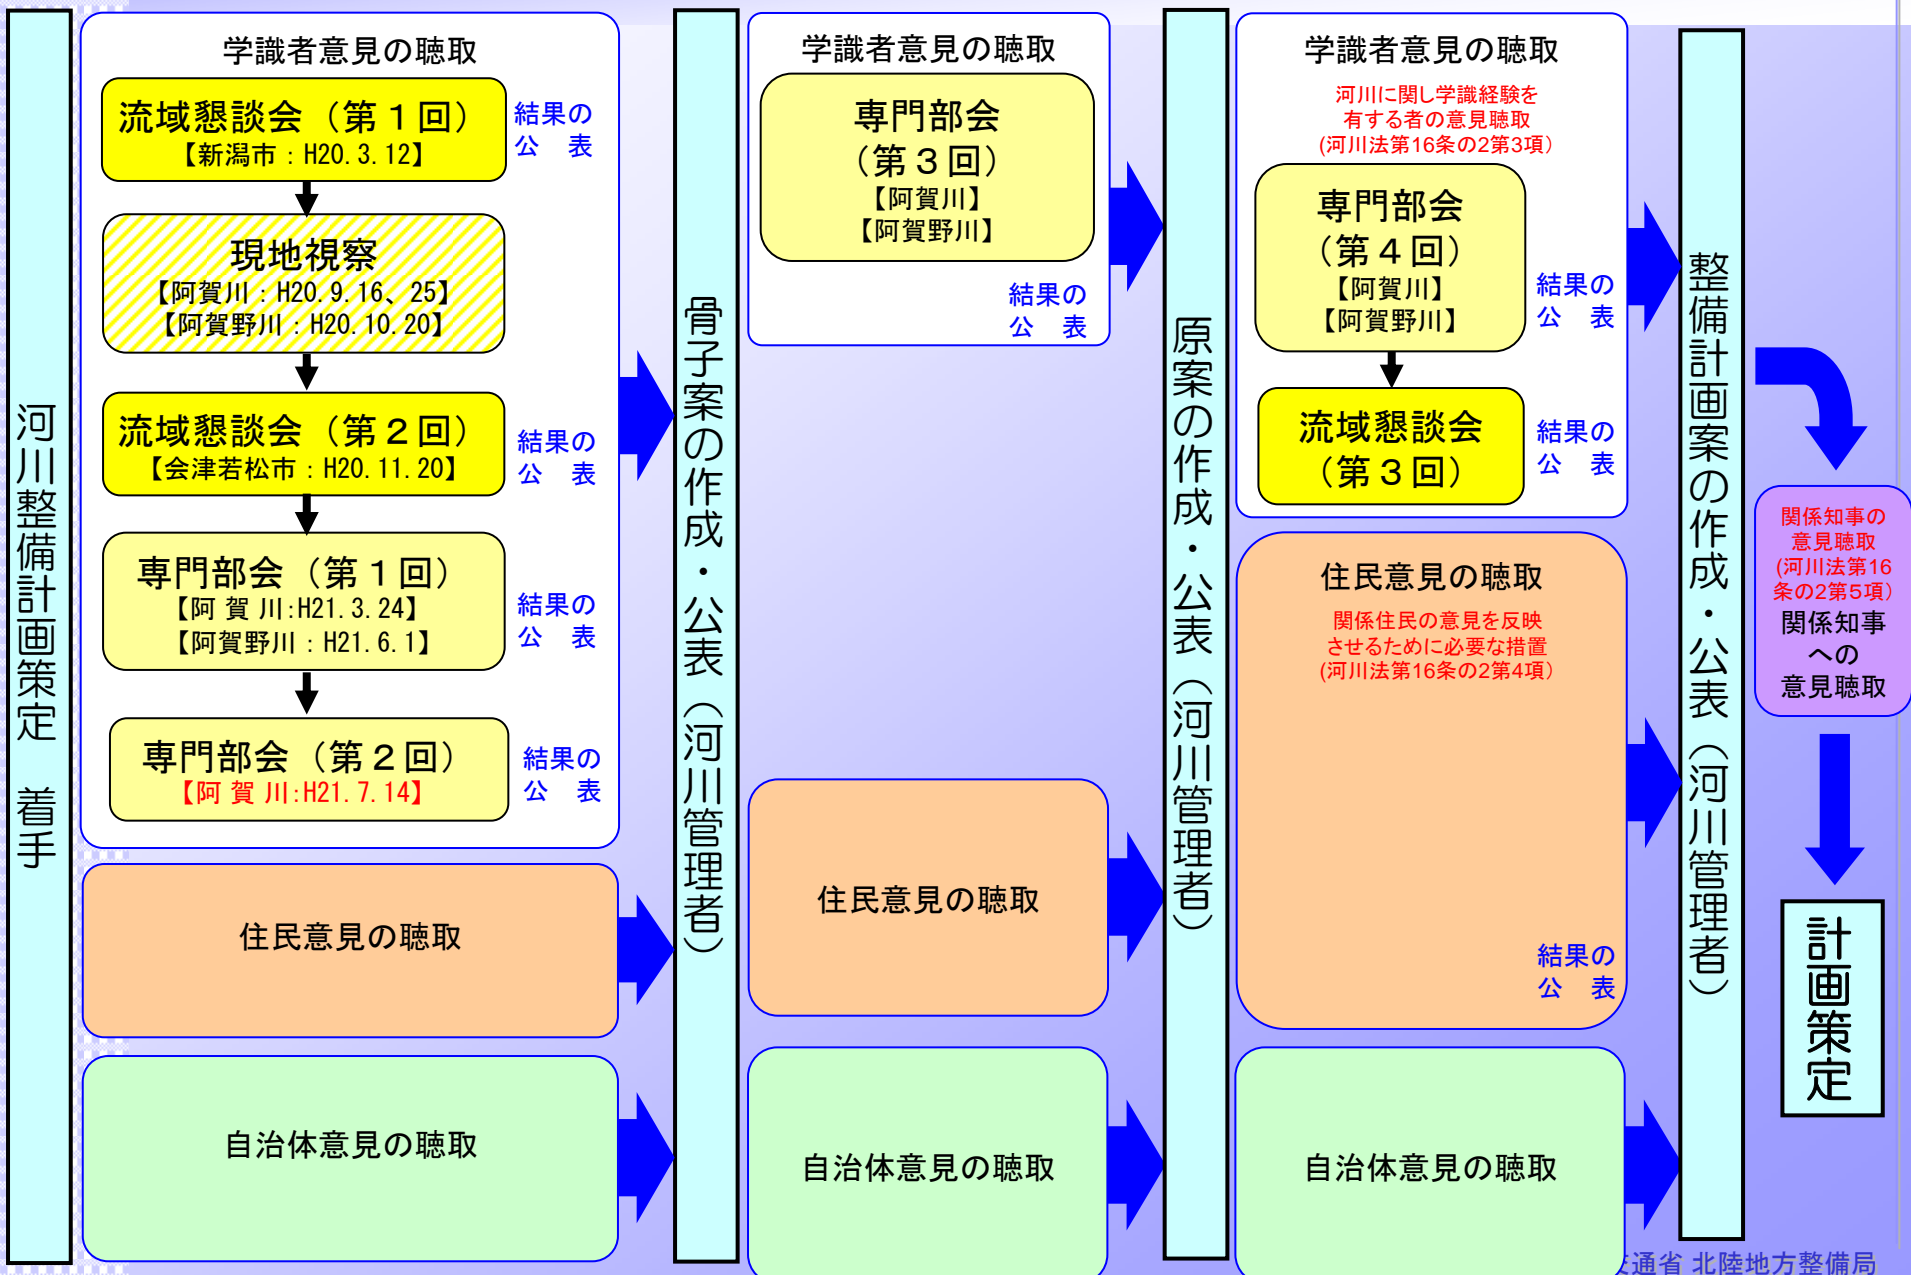 河川整備計画策定　着手
学識者意見の聴取
流域懇談会（第１回）
【新潟市：H20.3.12】
結果の
公　表
現地視察
【阿賀川：H20.9.16、25】
【阿賀野川：H20.10.20】
流域懇談会（第２回）
【会津若松市：H20.11.20】
結果の
公　表
専門部会（第１回）
【阿 賀 川:H21.3.24】
【阿賀野川：H21.6.1】
結果の
公　表
専門部会（第２回）
【阿 賀 川:H21.7.14】
結果の
公　表
住民意見の聴取
自治体意見の聴取
骨子案の作成・公表（河川管理者）
学識者意見の聴取
専門部会
（第３回）
【阿賀川】
【阿賀野川】
結果の
公　表
住民意見の聴取
自治体意見の聴取
原案の作成・公表（河川管理者）
学識者意見の聴取
河川に関し学識経験を
有する者の意見聴取
(河川法第16条の2第3項)
専門部会
（第４回）
【阿賀川】
【阿賀野川】
結果の
公　表
流域懇談会
（第３回）
結果の
公　表
住民意見の聴取
関係住民の意見を反映
させるために必要な措置
(河川法第16条の2第4項)
結果の
公　表
自治体意見の聴取
整備計画案の作成・公表（河川管理者）
関係知事の
意見聴取
(河川法第16
条の2第5項)
関係知事
への
意見聴取
計画策定
通省 北陸地方整備局